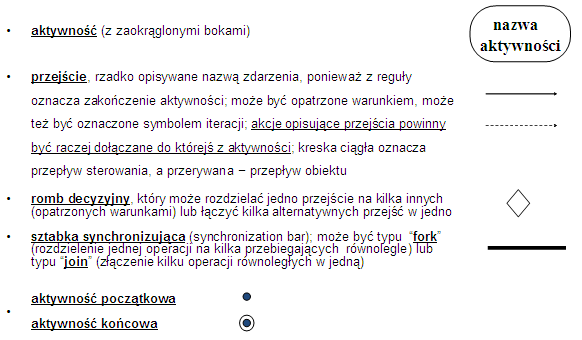 • aktywność (z zaokrąglonymi bokami)
nazwa
aktywności
• przejście, rzadko opisywane nazwą zdarzenia, ponieważ z reguły
oznacza zakończenie aktywności; może być opatrzone warunkiem, może
też być oznaczone symbolem iteracji; akcje opisujące przejścia powinny
być raczej dołączane do którejś z aktywności; kreska ciągła oznacza
przepływ sterowania, a przerywana – przepływ obiektu
• romb decyzyjny, który może rozdzielać jedno przejście na kilka innych
(opatrzonych warunkami) lub łączyć kilka alternatywnych przejść w jedno
• sztabka synchronizująca (synchronization bar); może być typu “fork”
(rozdzielenie jednej operacji na kilka przebiegających równolegle) lub
typu “join” (złączenie kilku operacji równoległych w jedną)
aktywność początkowa
• aktywność końcowa